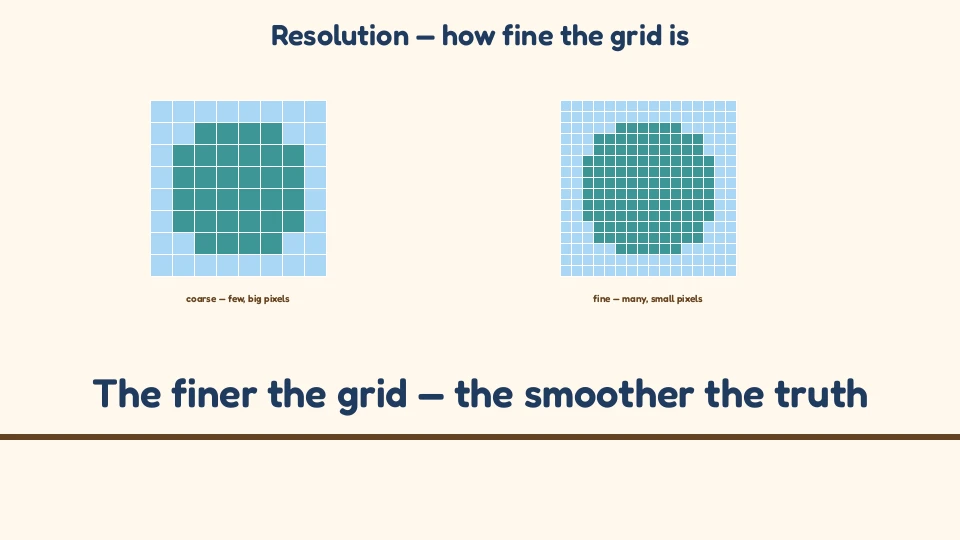 Resolution — how fine the grid is
coarse — few, big pixels
fine — many, small pixels
The finer the grid — the smoother the truth